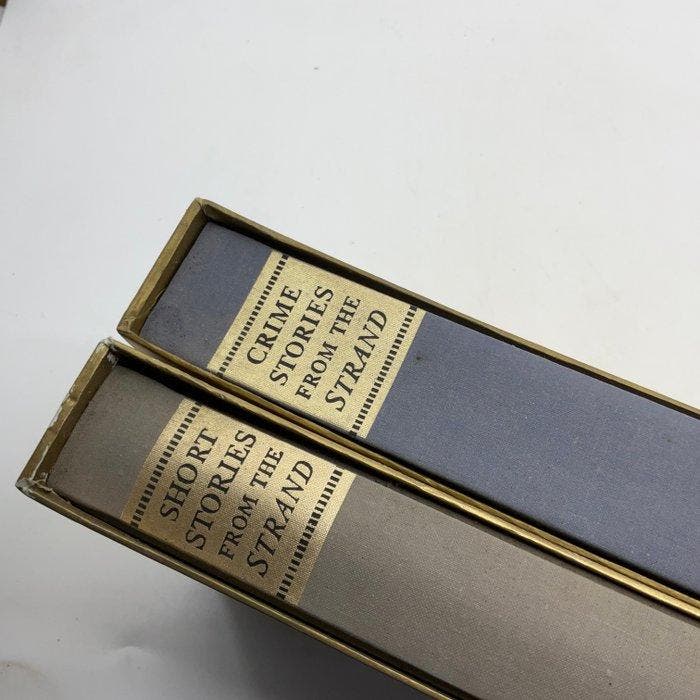 CRIME
STORIES
FROM THE
STRAND
SHORT
STORIES
FROM THE
STRAND